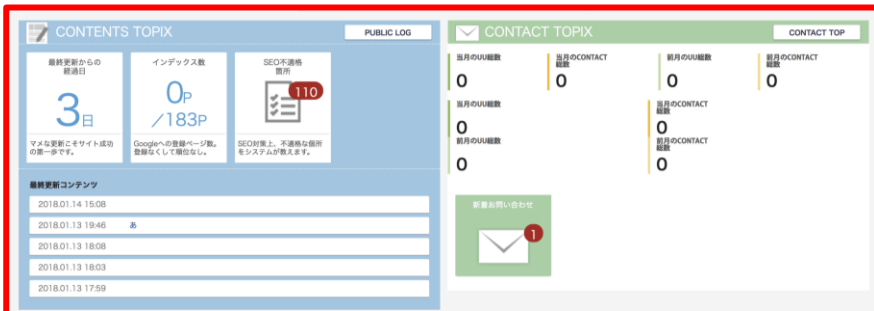 CONTENTS TOPIX
PUBLIC LOG
最終更新からの
経過日
3日
マメな更新こそサイト成功
の第一歩です。
インデックス数
0P
/183P
Googleへの登録ページ数。
登録なくして順位なし。
SEO不適格
箇所
110
SEO対策上、不適格な個所
をシステムが教えます。
最終更新コンテンツ
2018.01.14 15:08
2018.01.13 19:46 あ
2018.01.13 18:08
2018.01.13 18:03
2018.01.13 17:59
CONTACT TOPIX
CONTACT TOP
当月のUU総数
0
当月のCONTACT
総数
0
前月のUU総数
0
前月のCONTACT
総数
0
当月のUU総数
0
当月のCONTACT
総数
0
前月のUU総数
0
前月のCONTACT
総数
0
新着お問い合わせ
1